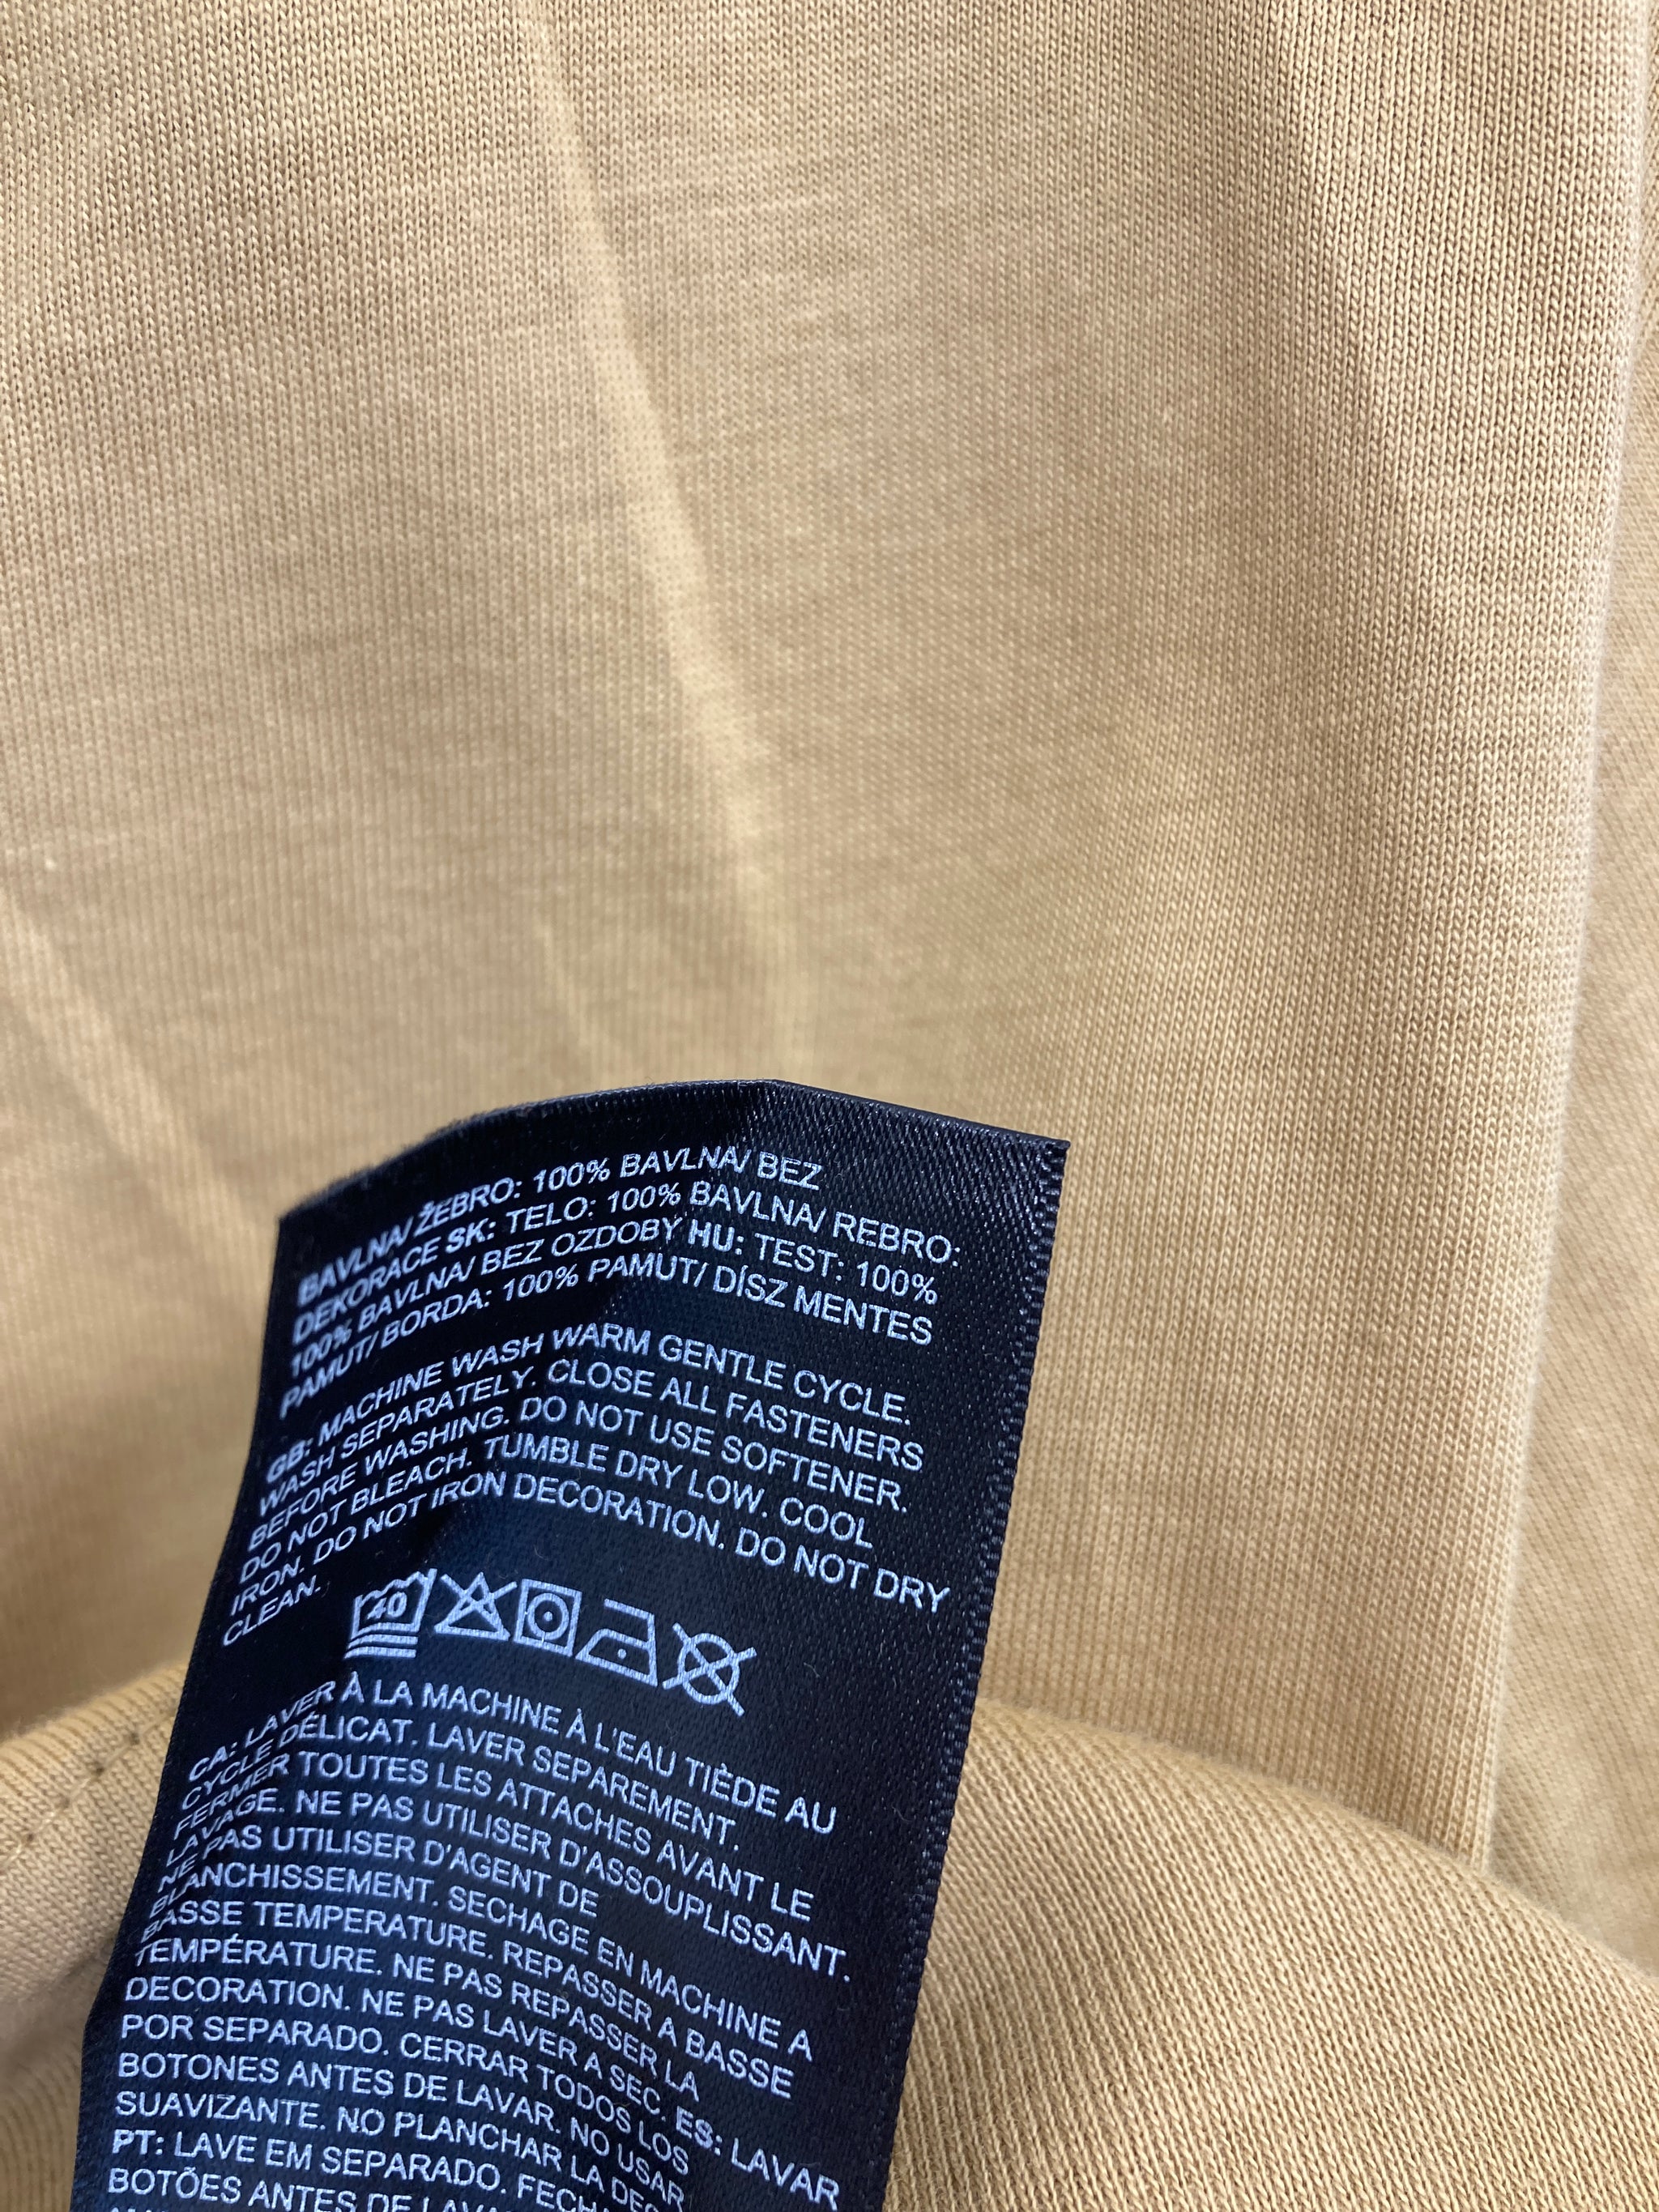 BAVLNA/ ŽEBRO: 100% BAVLNA/ BEZ
DEKORACE SK: TELO: 100% BAVLNA/ REBRO:
100% BAVLNA/ BEZ OZDOBY HU: TEST: 100%
PAMUT/ BORDA: 100% PAMUT/ DÍSZ MENTES
GB: MACHINE WASH WARM GENTLE CYCLE.
WASH SEPARATELY. CLOSE ALL FASTENERS
BEFORE WASHING. DO NOT USE SOFTENER.
DO NOT BLEACH. TUMBLE DRY LOW. COOL
IRON. DO NOT IRON DECORATION. DO NOT DRY
CLEAN.
40
CA: LAVER À LA MACHINE À L'EAU TIÈDE AU
CYCLE DÉLICAT. LAVER SEPAREMENT.
FERMER TOUTES LES ATTACHES AVANT LE
LAVAGE. NE PAS UTILISER D'ASSOUPLISSANT.
NE PAS UTILISER D'AGENT DE
BLANCHISSEMENT. SECHAGE EN MACHINE A
BASSE TEMPERATURE. REPASSER A BASSE
TEMPÉRATURE. NE PAS REPASSER LA
DECORATION. NE PAS LAVER A SEC. ES: LAVAR
POR SEPARADO. CERRAR TODOS LOS
BOTONES ANTES DE LAVAR. NO USAR
SUAVIZANTE. NO PLANCHAR LA
PT: LAVE EM SEPARADO.
BOTÕES ANTES DE